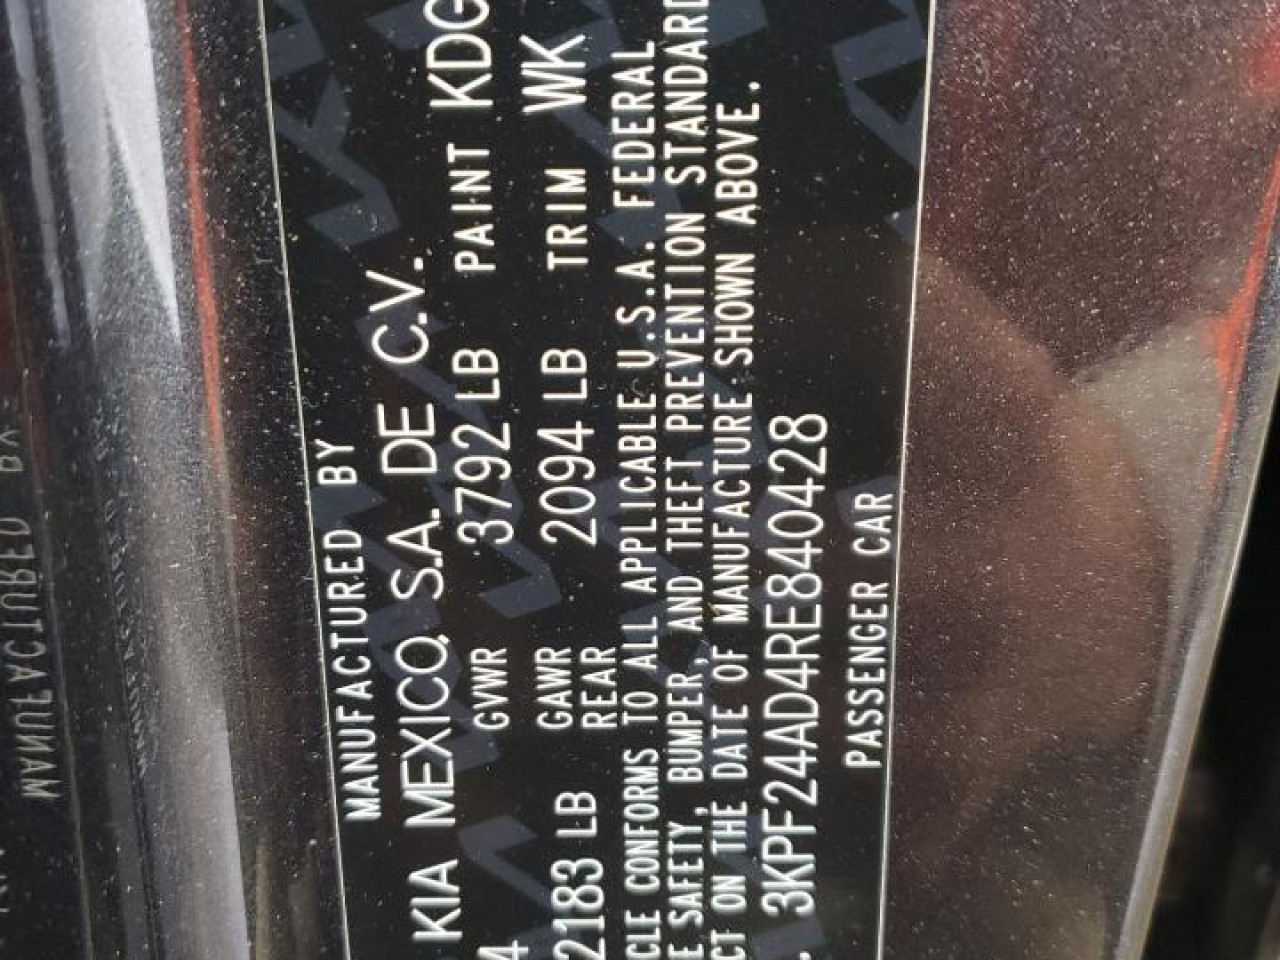 MANUFACTURED BY
KIA MEXICO, S.A. DE C.V.
4 GVWR 3792 LB PAINT KDG
2183 LB GAWR REAR 2094 LB TRIM WK
CLE CONFORMS TO ALL APPLICABLE U.S.A. FEDERAL
E SAFETY, BUMPER, AND THEFT PREVENTION STANDARD
CT ON THE DATE OF MANUFACTURE SHOWN ABOVE.
. 3KPF24AD4RE840428
PASSENGER CAR